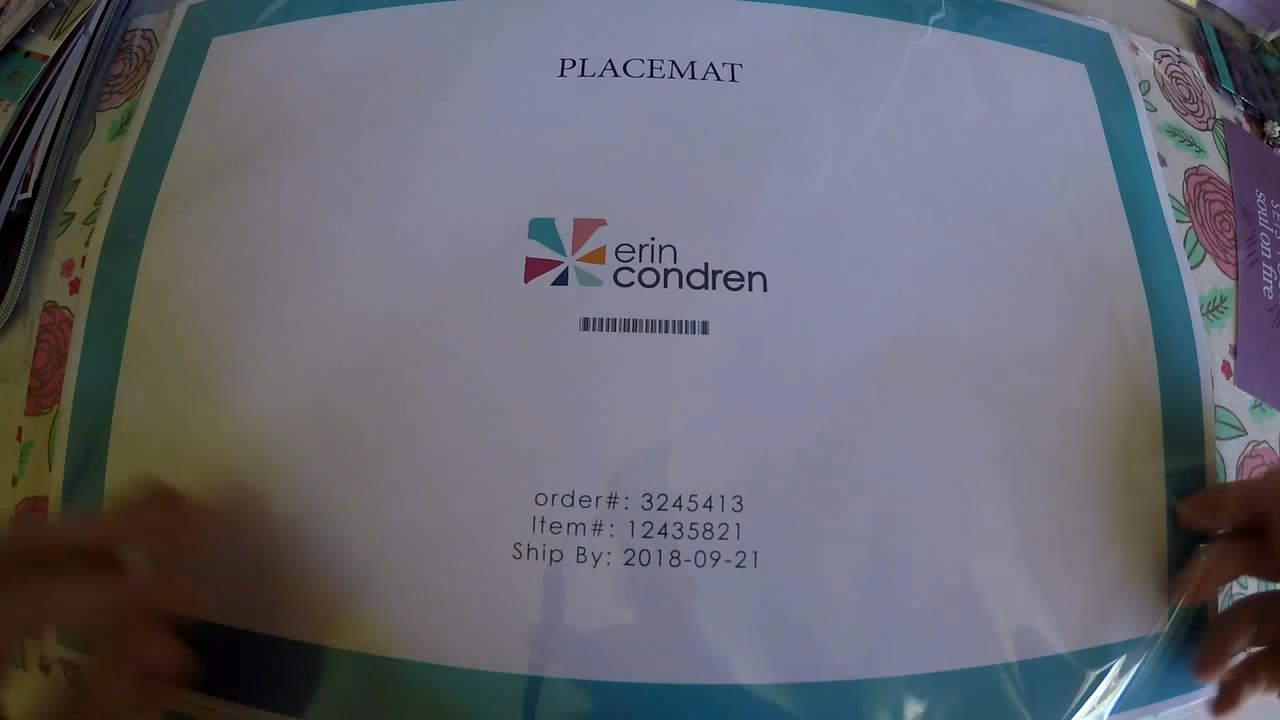 PLACEMAT
erin
condren
order#: 3245413
Item#: 12435821
Ship By: 2018-09-21
soul on fire